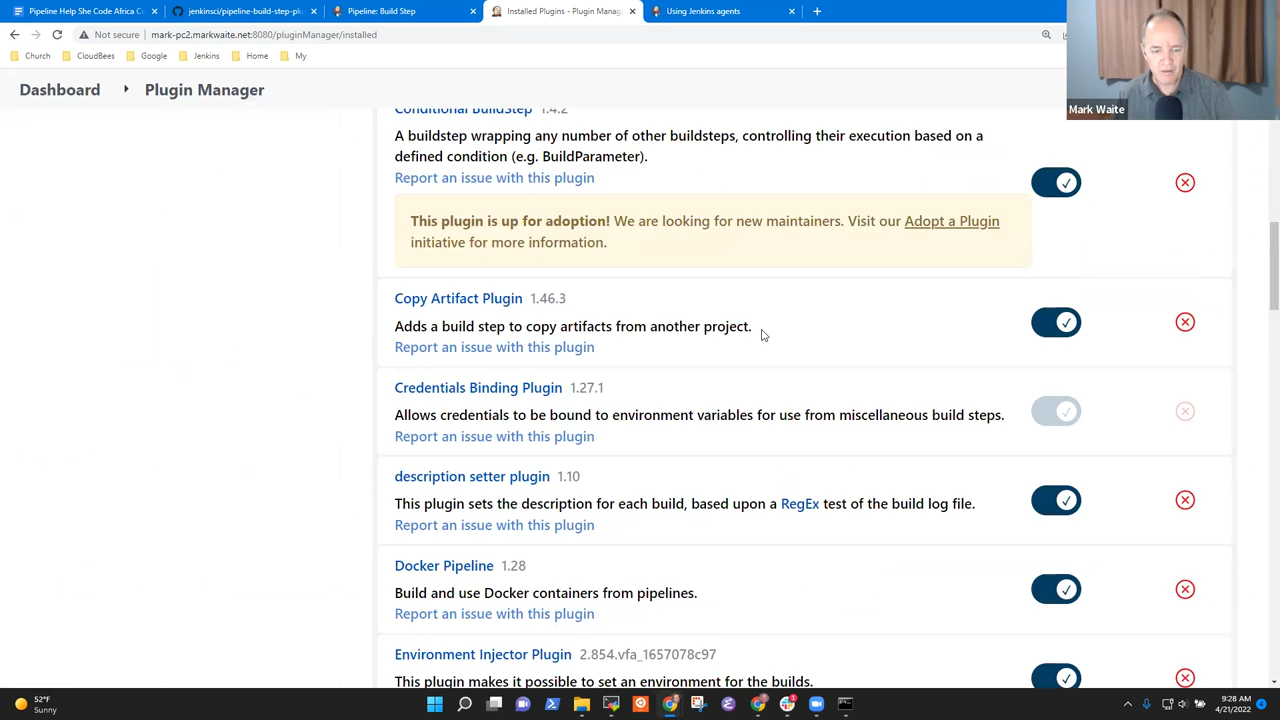 Pipeline Help She Code Africa C
jenkinsci/pipeline-build-step-plu
Pipeline: Build Step
Installed Plugins - Plugin Mana
Using Jenkins agents
Not secure
mark-pc2.markwaite.net:8080/pluginManager/installed
Church
CloudBees
Google
Jenkins
Home
My
Mark Waite
Dashboard
Plugin Manager
Conditional BuildStep 1.4.2
A buildstep wrapping any number of other buildsteps, controlling their execution based on a
defined condition (e.g. BuildParameter).
Report an issue with this plugin
This plugin is up for adoption! We are looking for new maintainers. Visit our Adopt a Plugin
initiative for more information.
Copy Artifact Plugin 1.46.3
Adds a build step to copy artifacts from another project.
Report an issue with this plugin
Credentials Binding Plugin 1.27.1
Allows credentials to be bound to environment variables for use from miscellaneous build steps.
Report an issue with this plugin
description setter plugin 1.10
This plugin sets the description for each build, based upon a RegEx test of the build log file.
Report an issue with this plugin
Docker Pipeline 1.28
Build and use Docker containers from pipelines.
Report an issue with this plugin
Environment Injector Plugin 2.854.vfa_1657078c97
This plugin makes it possible to set an environment for the builds.
52°F
Sunny
9:28 AM
4/21/2022